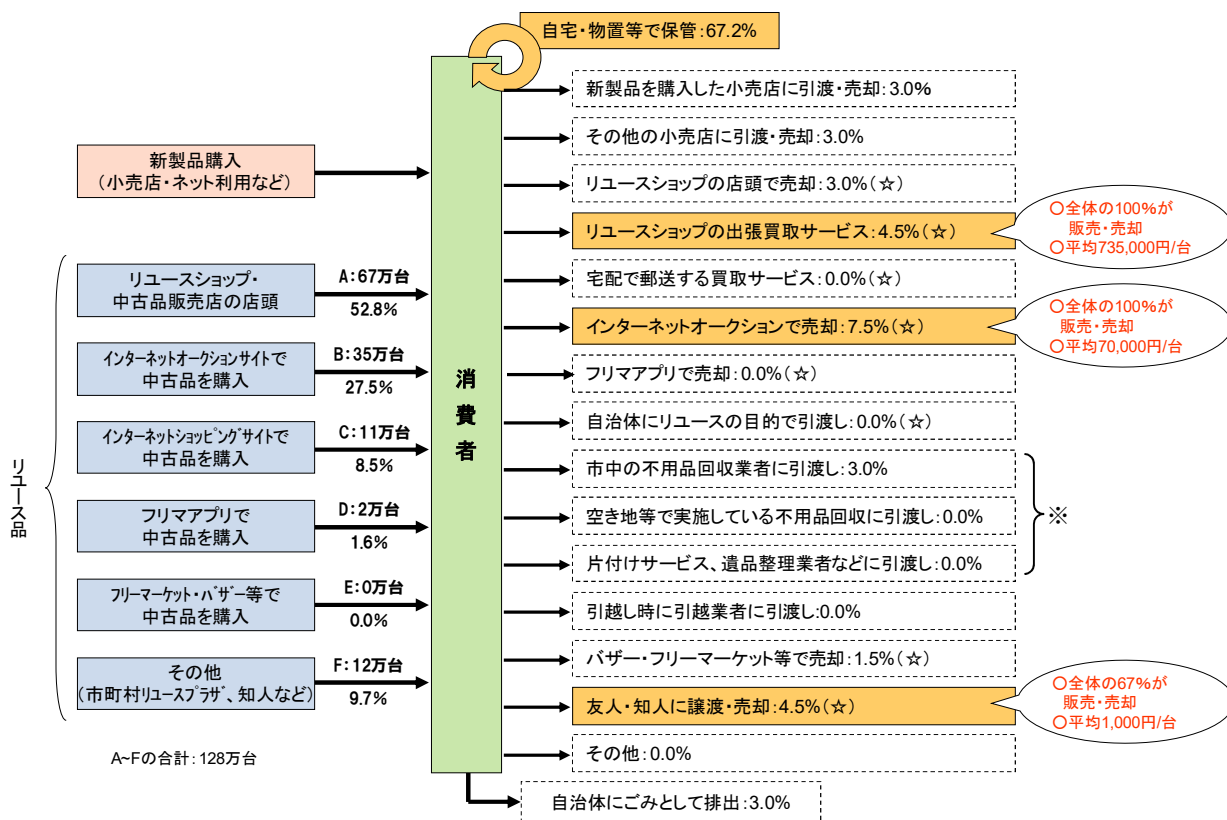 自宅・物置等で保管:67.2%
新製品を購入した小売店に引渡・売却:3.0%
その他の小売店に引渡・売却:3.0%
新製品購入
(小売店・ネット利用など)
リユースショップの店頭で売却:3.0%(☆)
リユースショップの出張買取サービス:4.5%(☆)
○全体の100%が
販売・売却
○平均735,000円/台
リユースショップ・
中古品販売店の店頭
A:67万台
52.8%
宅配で郵送する買取サービス:0.0%(☆)
インターネットオークションで売却:7.5%(☆)
○全体の100%が
販売・売却
○平均70,000円/台
インターネットオークションサイトで
中古品を購入
B:35万台
27.5%
消費者
フリマアプリで売却:0.0%(☆)
自治体にリユースの目的で引渡し:0.0%(☆)
インターネットショッピングサイトで
中古品を購入
C:11万台
8.5%
市中の不用品回収業者に引渡し:3.0%
リユース品
フリマアプリで
中古品を購入
D:2万台
1.6%
空き地等で実施している不用品回収に引渡し:0.0%
※
片付けサービス、遺品整理業者などに引渡し:0.0%
フリーマーケット・バザー等で
中古品を購入
E:0万台
0.0%
引越し時に引越業者に引渡し:0.0%
バザー・フリーマーケット等で売却:1.5%(☆)
その他
(市町村リユースプラザ、知人など)
F:12万台
9.7%
友人・知人に譲渡・売却:4.5%(☆)
○全体の67%が
販売・売却
○平均1,000円/台
その他:0.0%
A~Fの合計:128万台
自治体にごみとして排出:3.0%